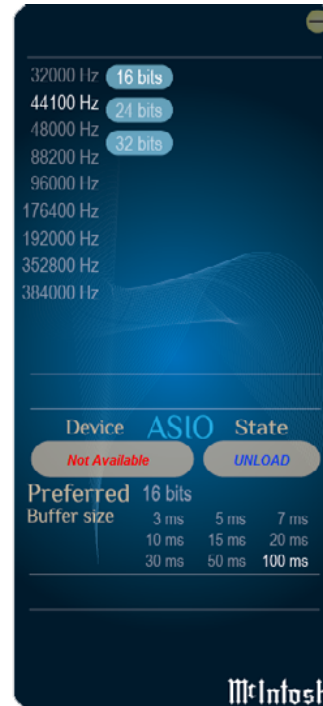 32000 Hz 16 bits
44100 Hz 24 bits
48000 Hz 32 bits
88200 Hz
96000 Hz
176400 Hz
192000 Hz
352800 Hz
384000 Hz
Device ASIO State
Not Available UNLOAD
Preferred 16 bits
Buffer size 3 ms 5 ms 7 ms
10 ms 15 ms 20 ms
30 ms 50 ms 100 ms
McIntosh